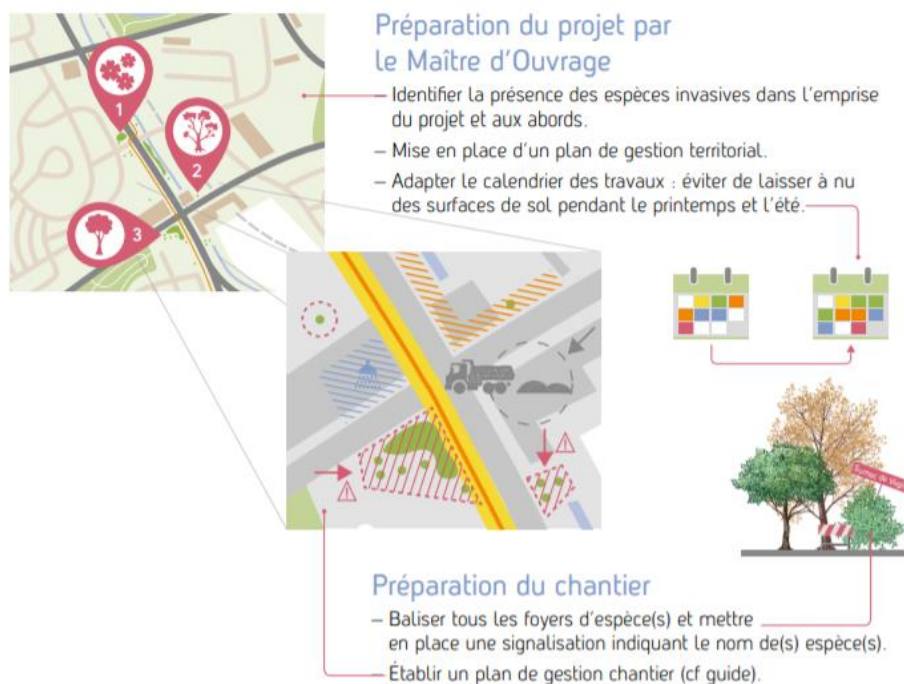 Préparation du projet par
le Maître d'Ouvrage
– Identifier la présence des espèces invasives dans l'emprise
du projet et aux abords.
– Mise en place d'un plan de gestion territorial.
– Adapter le calendrier des travaux : éviter de laisser à nu
des surfaces de sol pendant le printemps et l'été.
1
2
3
Sumac de
Préparation du chantier
– Baliser tous les foyers d'espèce(s) et mettre
en place une signalisation indiquant le nom de(s) espèce(s).
– Établir un plan de gestion chantier (cf guide).